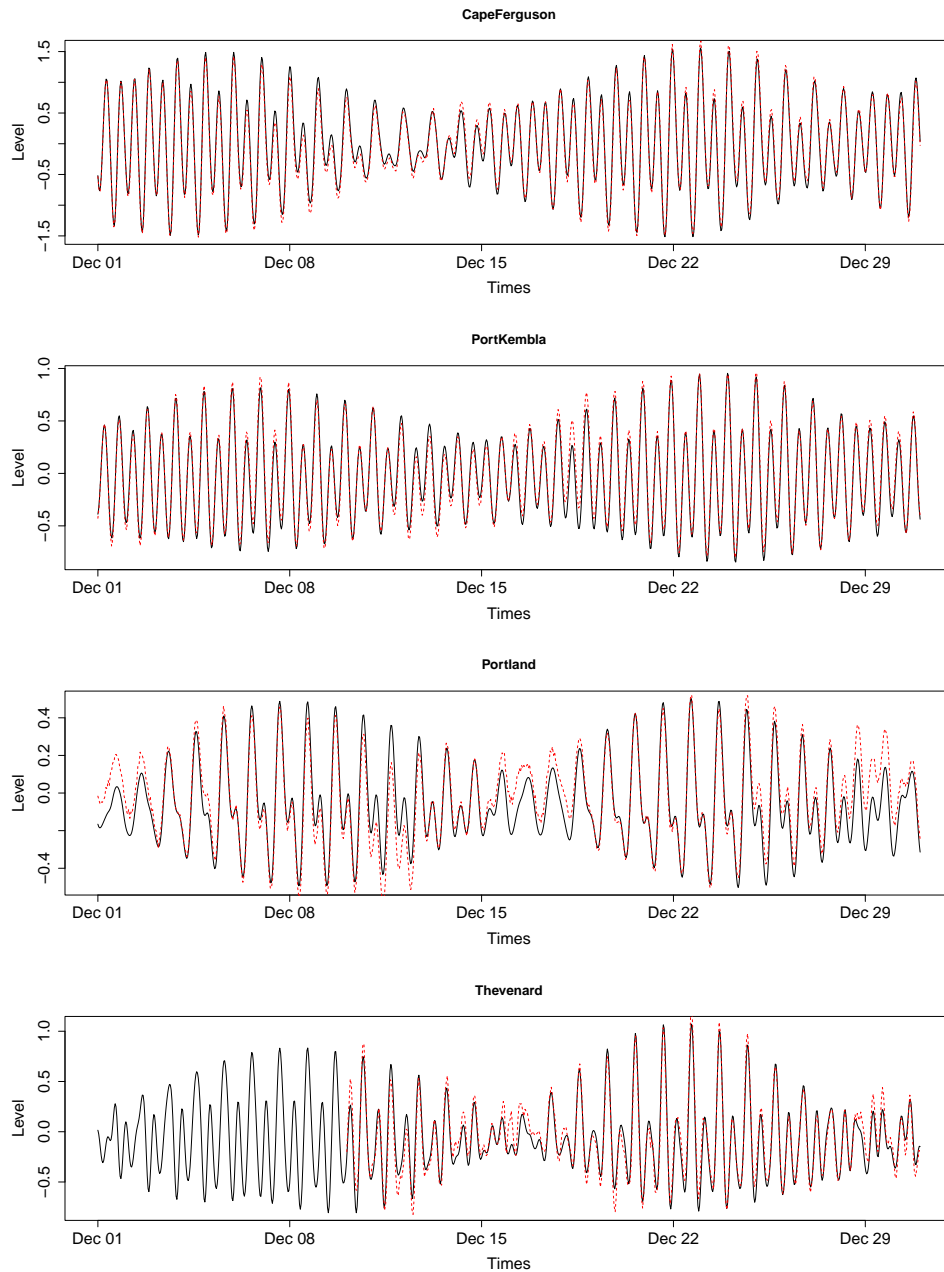 CapeFerguson
1.5
0.5
−0.5
−1.5
Level
Dec 01 Dec 08 Dec 15 Dec 22 Dec 29
Times
PortKembla
1.0
0.5
0.0
−0.5
Level
Dec 01 Dec 08 Dec 15 Dec 22 Dec 29
Times
Portland
0.4
0.2
0.0
−0.4
Level
Dec 01 Dec 08 Dec 15 Dec 22 Dec 29
Times
Thevenard
1.0
0.5
0.0
−0.5
Level
Dec 01 Dec 08 Dec 15 Dec 22 Dec 29
Times